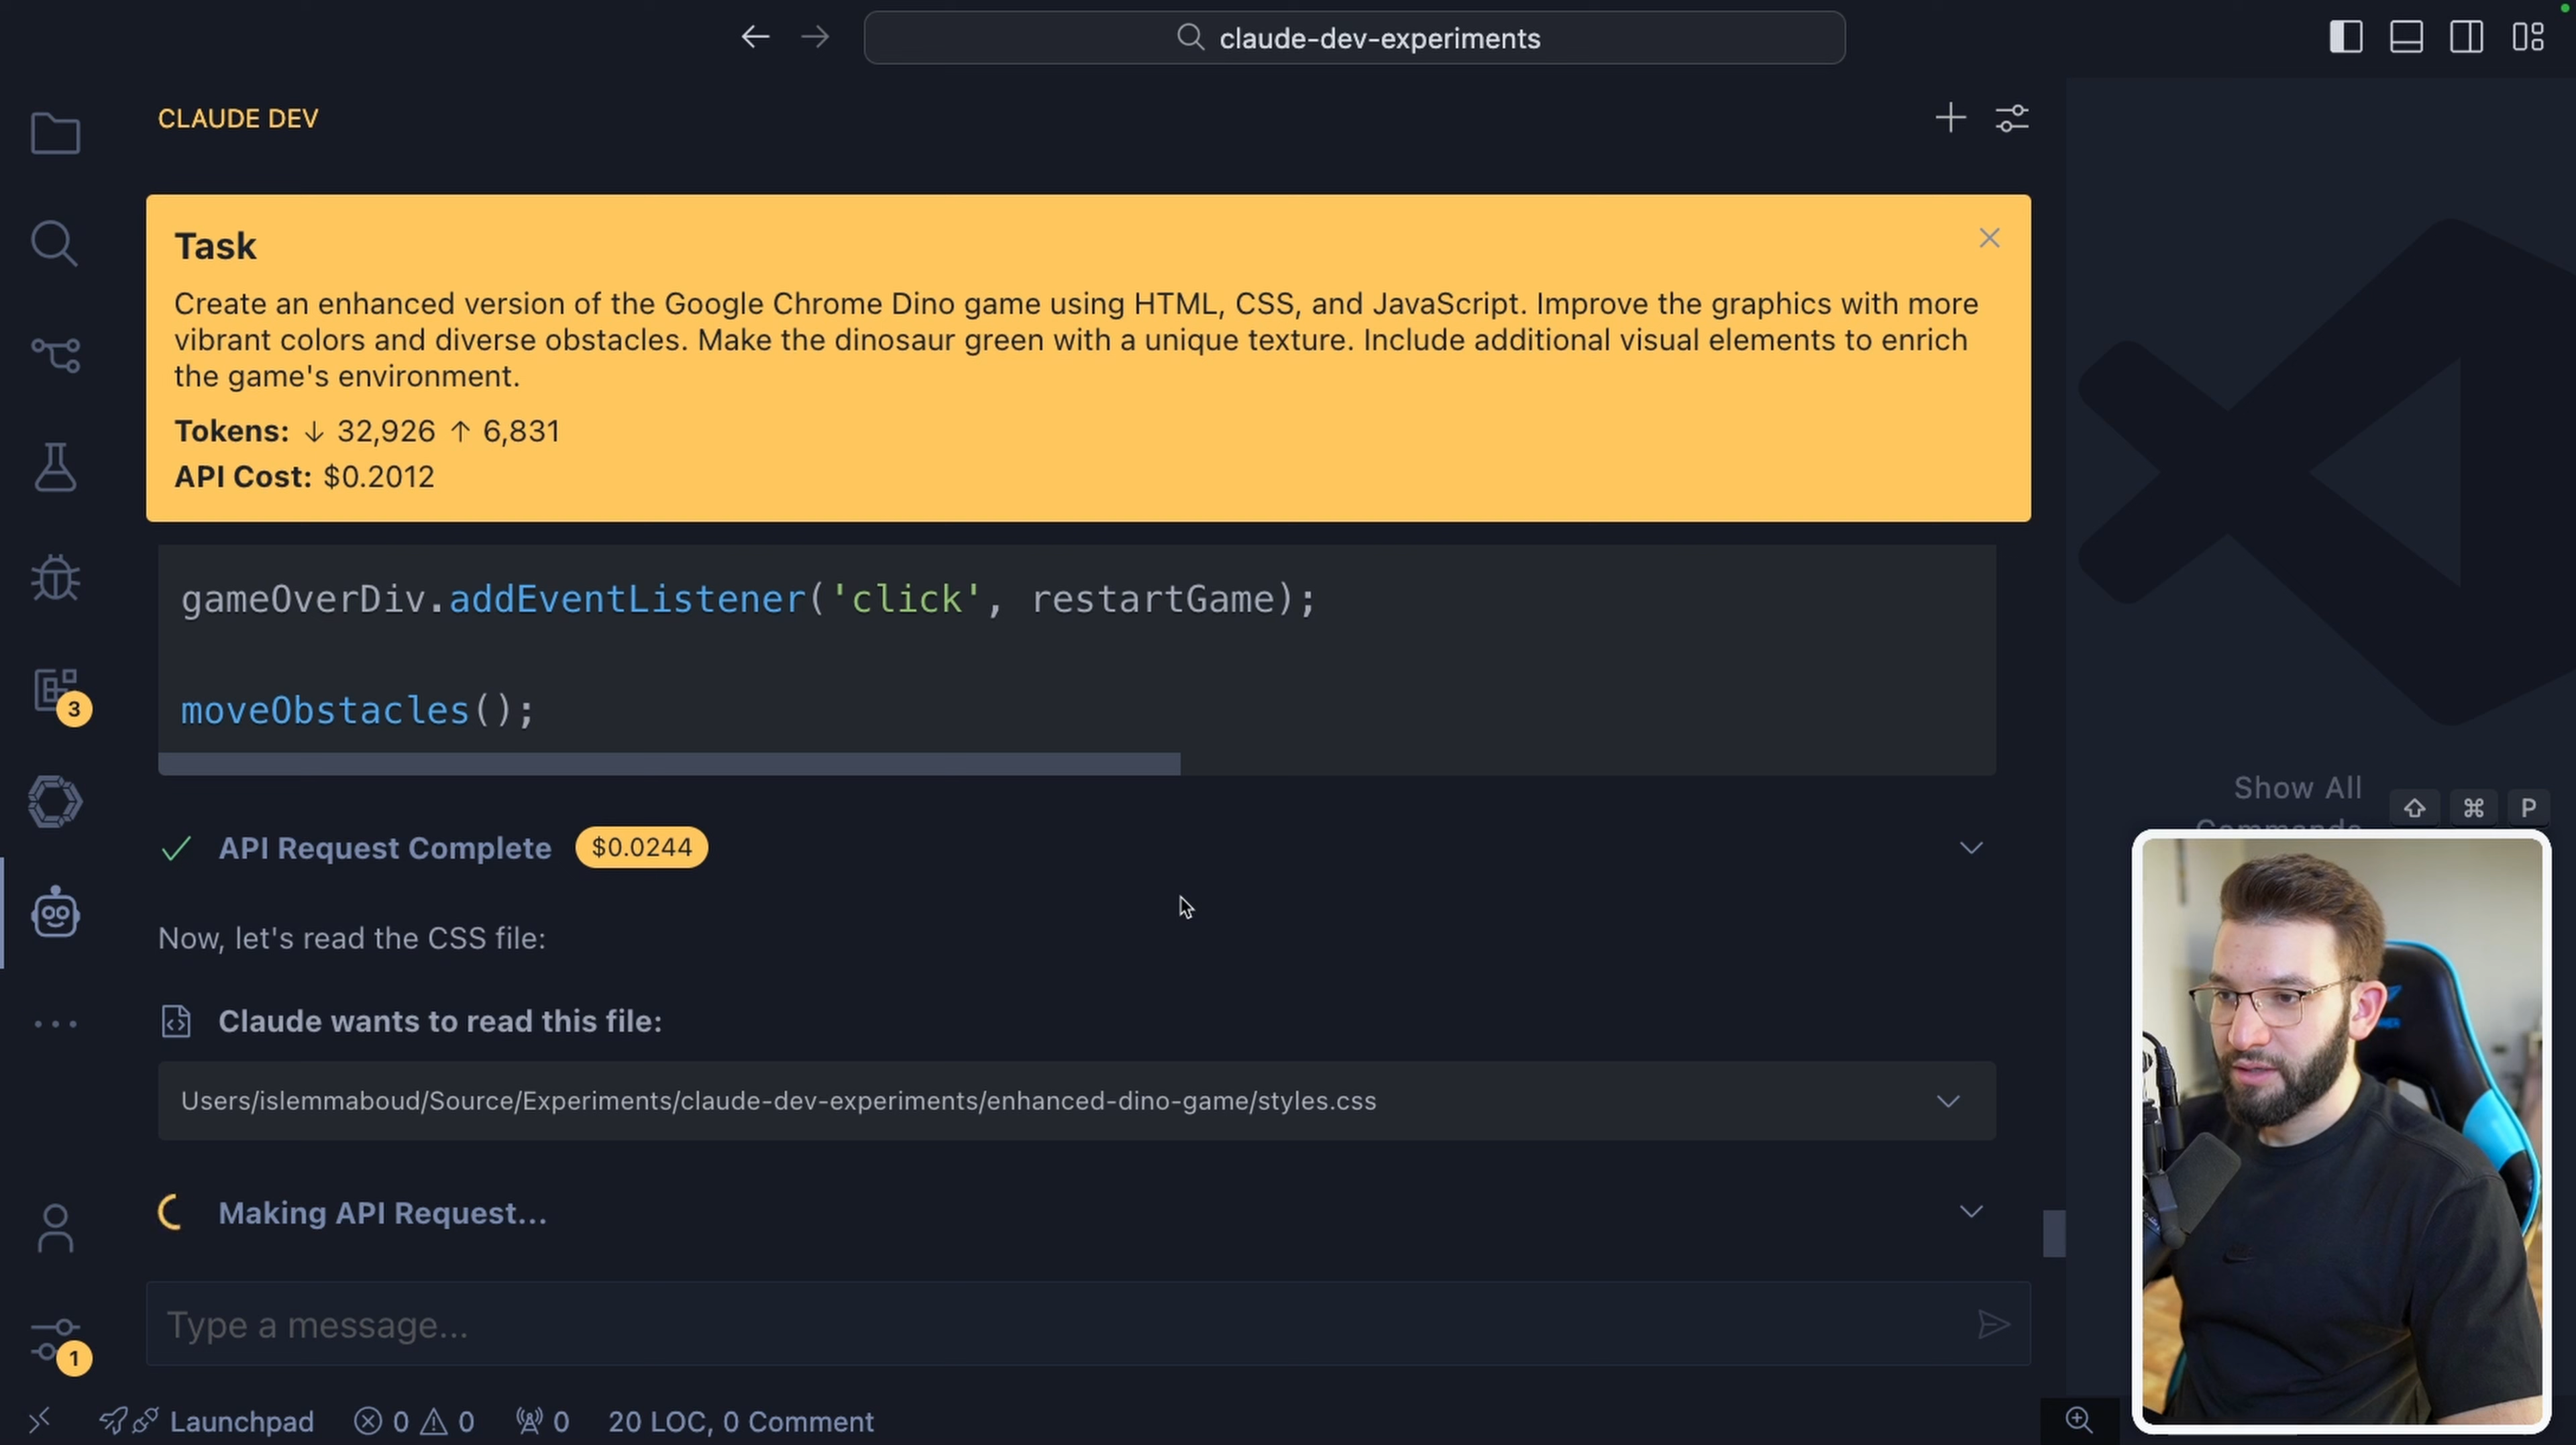 claude-dev-experiments
CLAUDE DEV
Task
Create an enhanced version of the Google Chrome Dino game using HTML, CSS, and JavaScript. Improve the graphics with more
vibrant colors and diverse obstacles. Make the dinosaur green with a unique texture. Include additional visual elements to enrich
the game's environment.
Tokens: ↓ 32,926 ↑ 6,831
API Cost: $0.2012
gameOverDiv.addEventListener('click', restartGame);
moveObstacles();
3
Show All
Commands
⇧ ⌘ P
API Request Complete $0.0244
Now, let's read the CSS file:
Claude wants to read this file:
Users/islemmaboud/Source/Experiments/claude-dev-experiments/enhanced-dino-game/styles.css
Making API Request...
Type a message...
1
Launchpad 0 0 0 20 LOC, 0 Comment